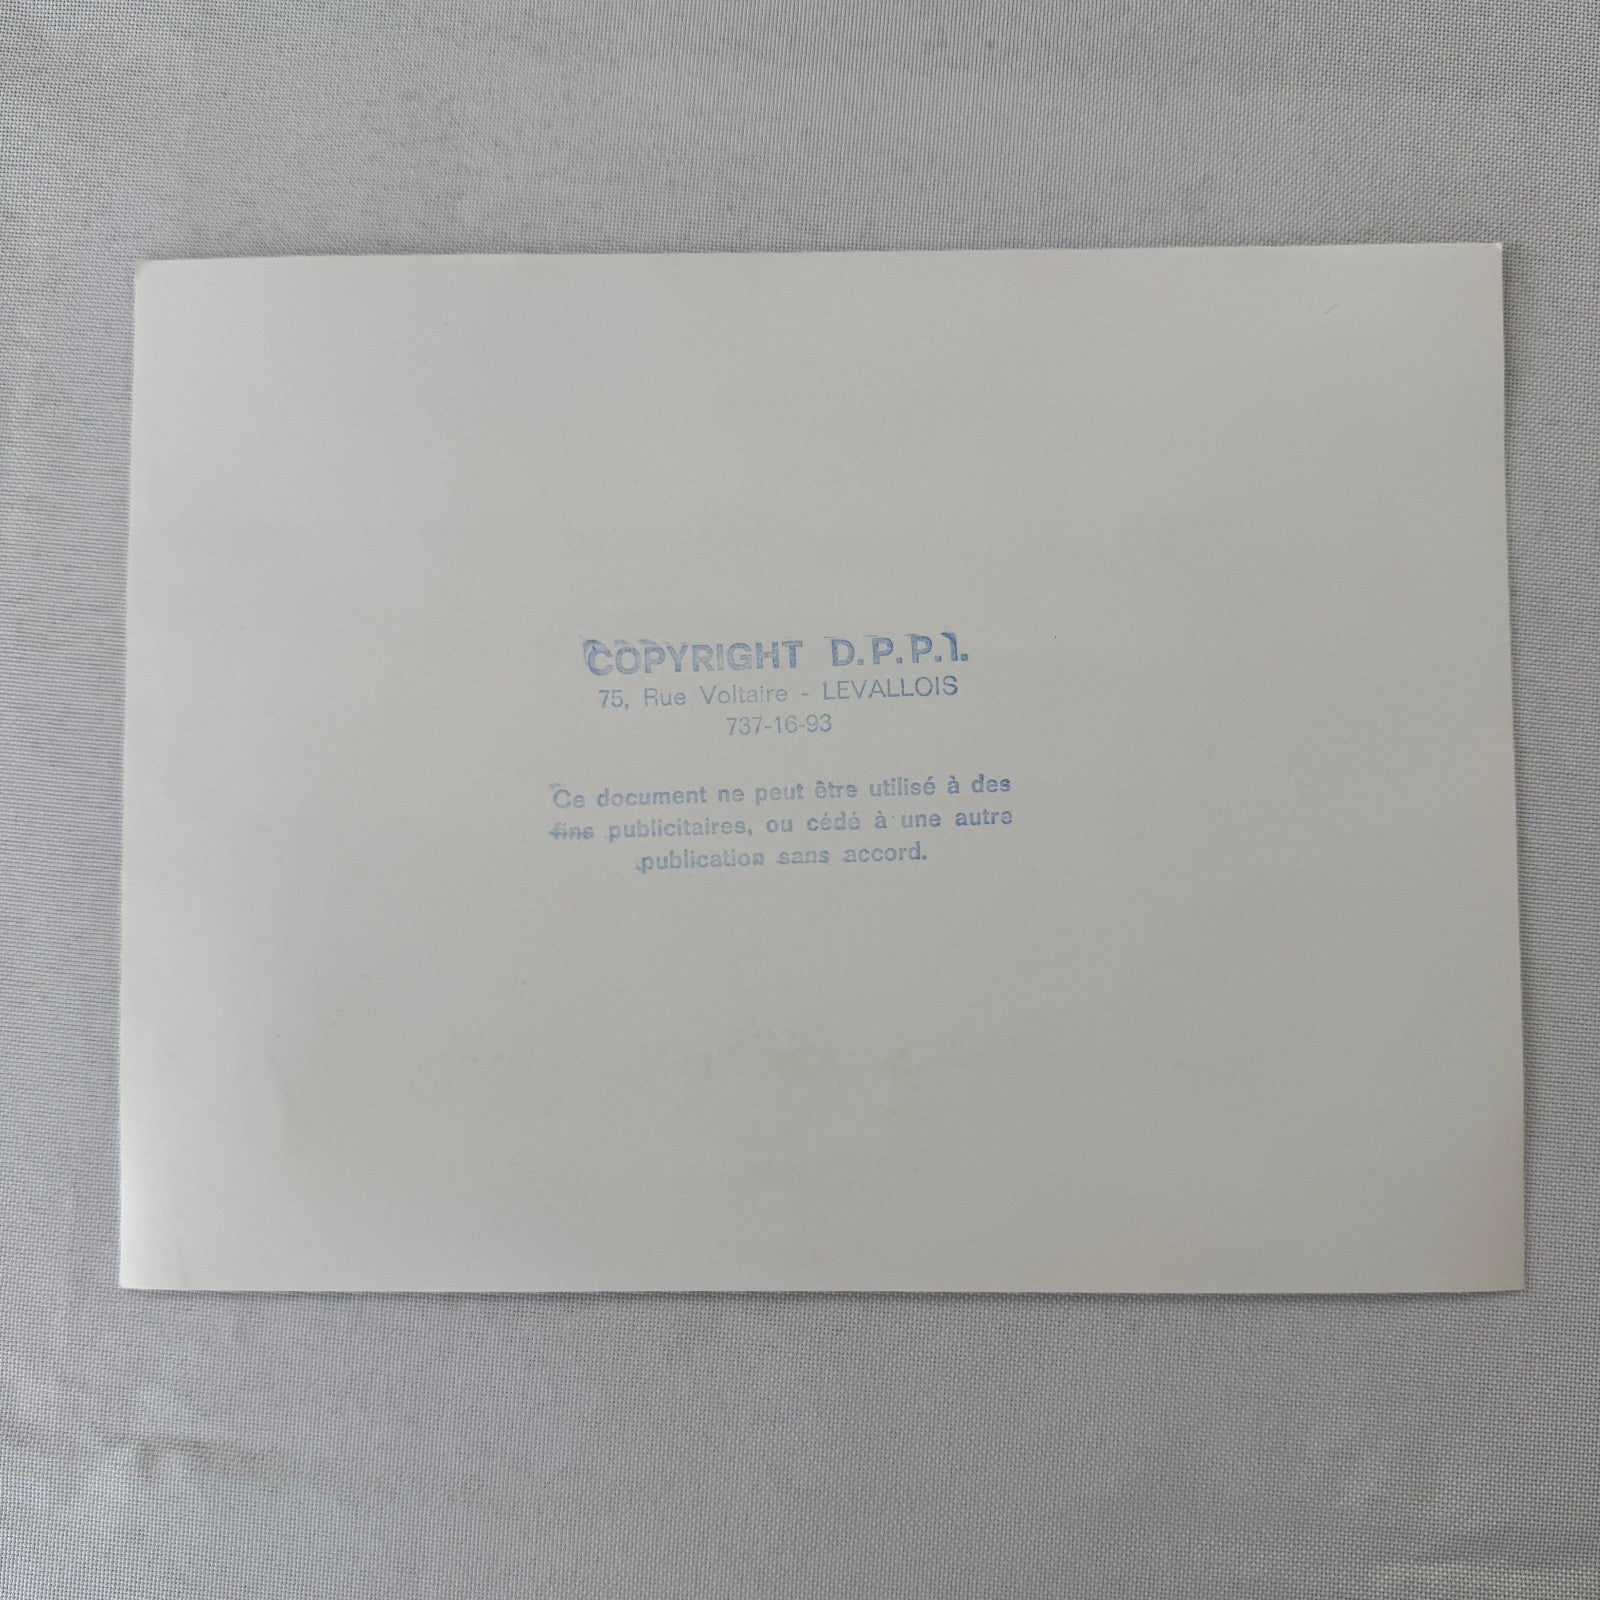 COPYRIGHT D.P.P.I.
75, Rue Voltaire - LEVALLOIS
737-16-93
Ce document ne peut être utilisé à des
fins publicitaires, ou cédé à une autre
publication sans accord.